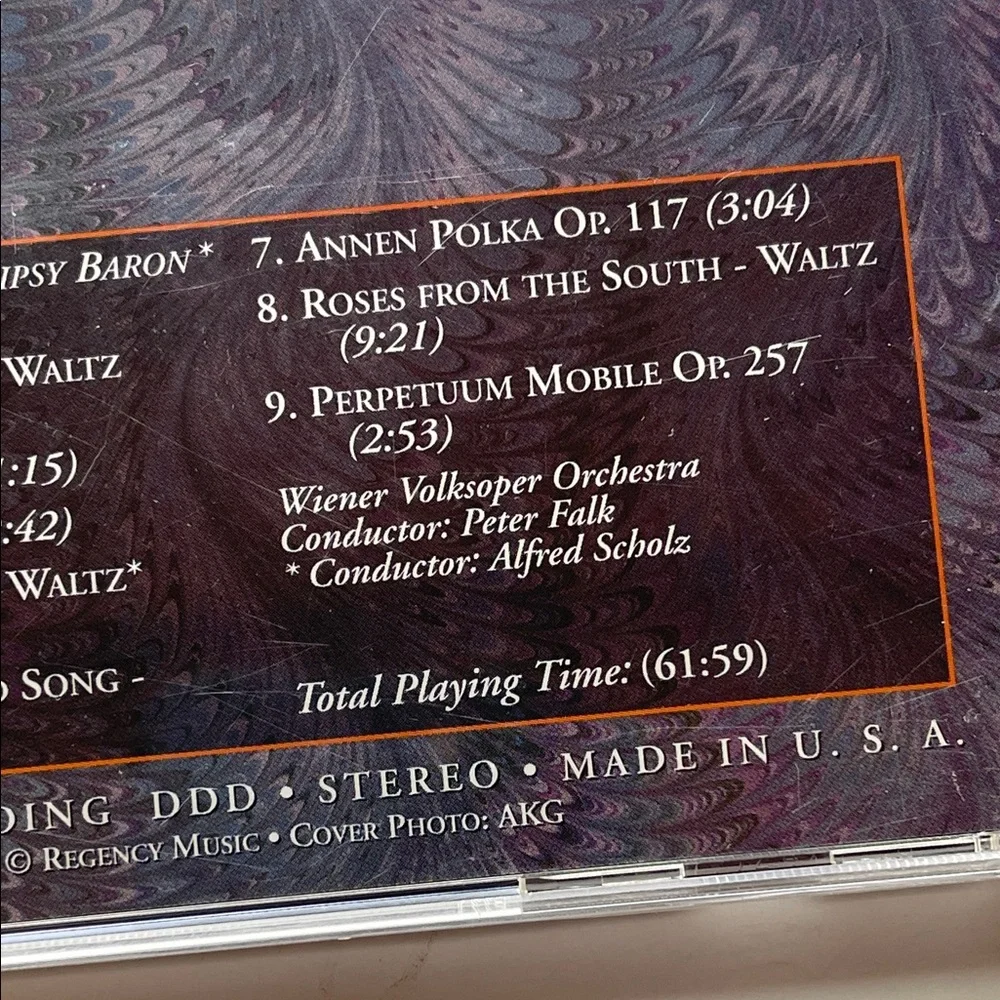 IPSY BARON*
WALTZ
:15)
:42)
WALTZ*
SONG -
7. ANNEN POLKA OP. 117 (3:04)
8. ROSES FROM THE SOUTH - WALTZ
(9:21)
9. PERPETUUM MOBILE OP. 257
(2:53)
Wiener Volksoper Orchestra
Conductor: Peter Falk
* Conductor: Alfred Scholz
Total Playing Time: (61:59)
DING DDD • STEREO • MADE IN U. S. A.
© REGENCY MUSIC • COVER PHOTO: AKG